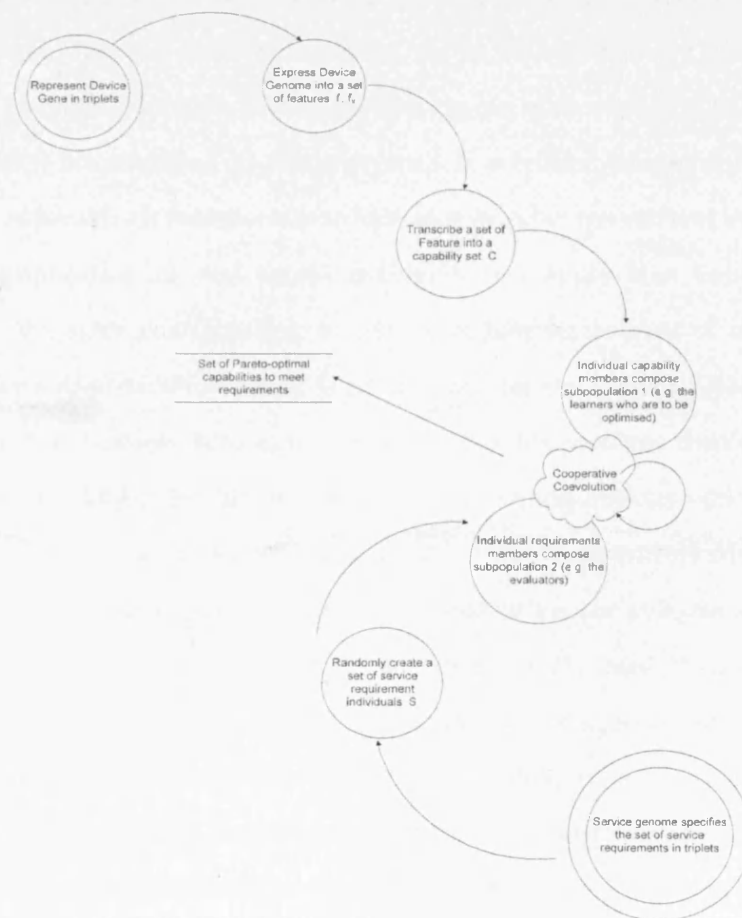 Represent Device
Gene in triplets
Express Device
Genome into a set
of features f, fₓ
Transcribe a set of
Feature into a
capability set C
Set of Pareto-optimal
capabilities to meet
requirements
Individual capability
members compose
subpopulation 1 (e.g. the
learners who are to be
optimised)
Cooperative
Coevolution
Individual requirements
members compose
subpopulation 2 (e.g. the
evaluators)
Randomly create a
set of service
requirement
individuals S
Service genome specifies
the set of service
requirements in triplets